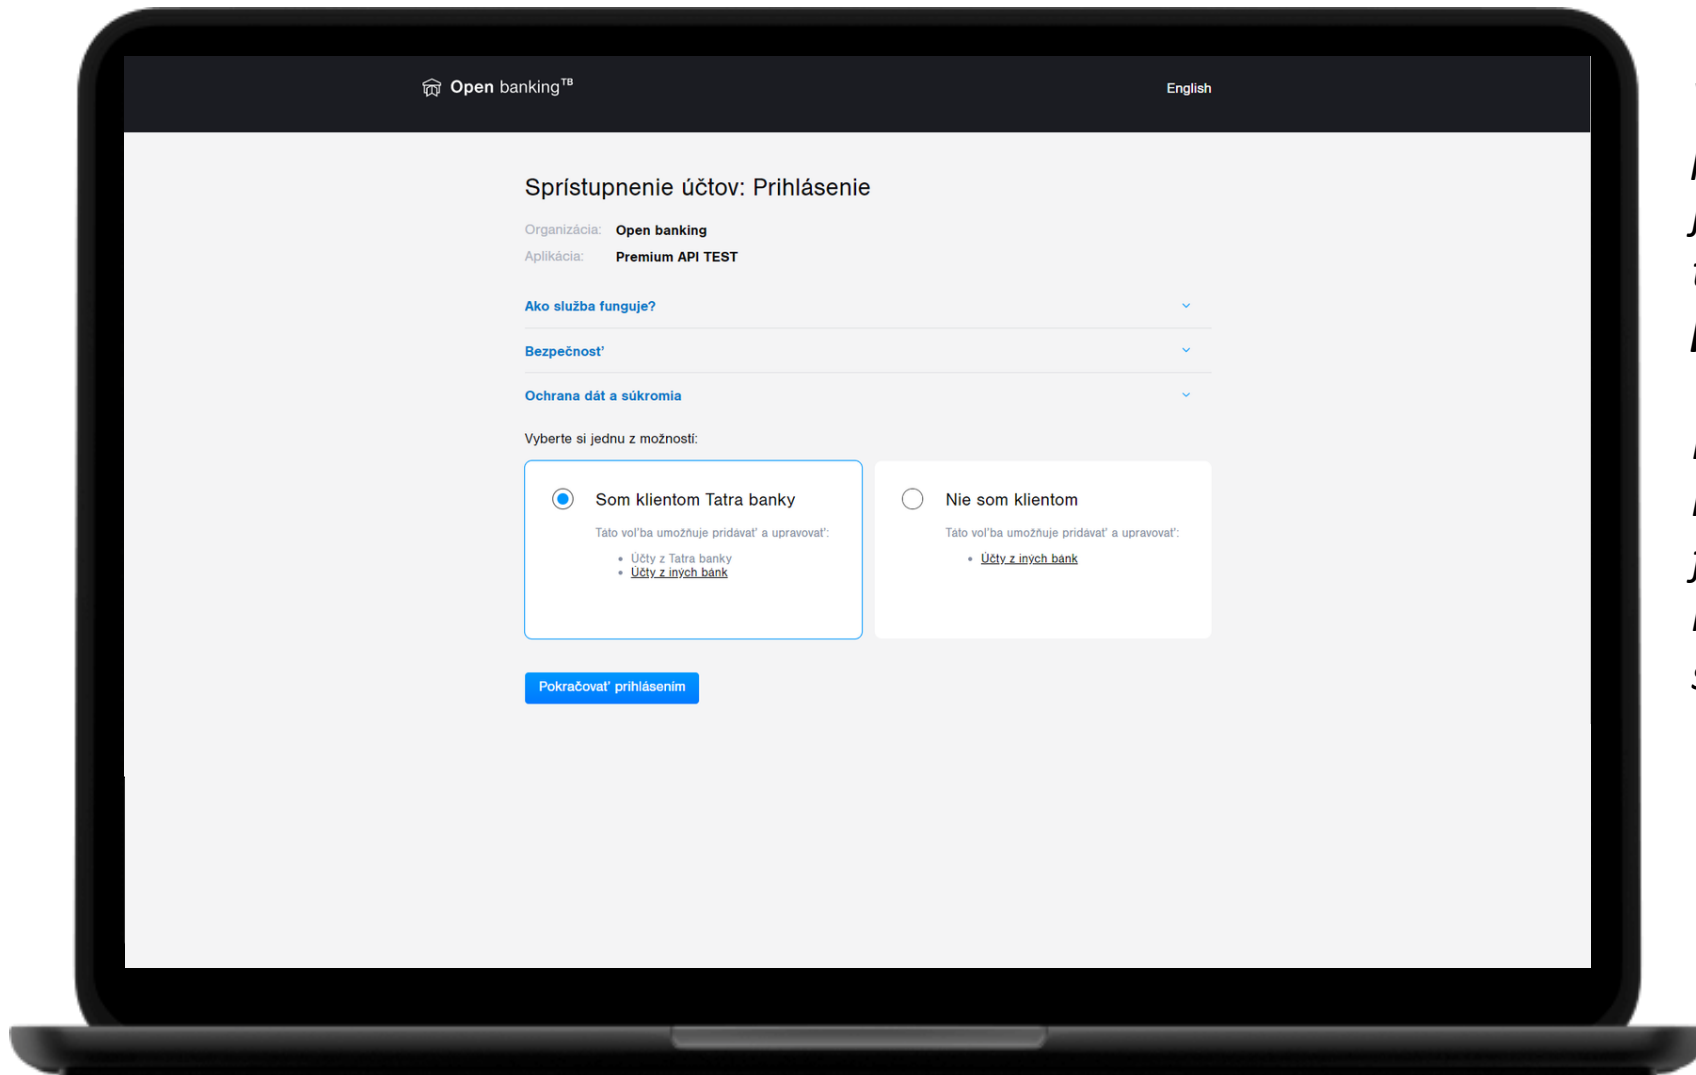 Open banking™ᴮ
English
Sprístupnenie účtov: Prihlásenie
Organizácia: Open banking
Aplikácia: Premium API TEST
Ako služba funguje?
Bezpečnosť
Ochrana dát a súkromia
Vyberte si jednu z možností:
Som klientom Tatra banky
Táto voľba umožňuje pridávať a upravovať:
• Účty z Tatra banky
• Účty z iných bánk
Nie som klientom
Táto voľba umožňuje pridávať a upravovať:
• Účty z iných bánk
Pokračovať prihlásením